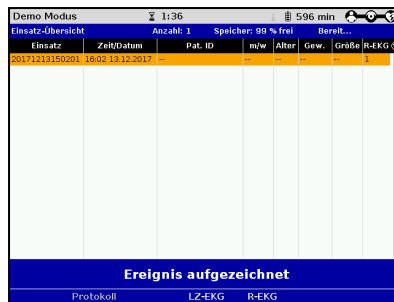 Demo Modus 1:36 596 min
Einsatz-Übersicht Anzahl: 1 Speicher: 99 % frei Bereit...
Einsatz Zeit/Datum Pat. ID m/w Alter Gew. Größe R-EKG
20171213150201 16:02 13.12.2017 -- -- -- -- -- 1
Ereignis aufgezeichnet
Protokoll LZ-EKG R-EKG